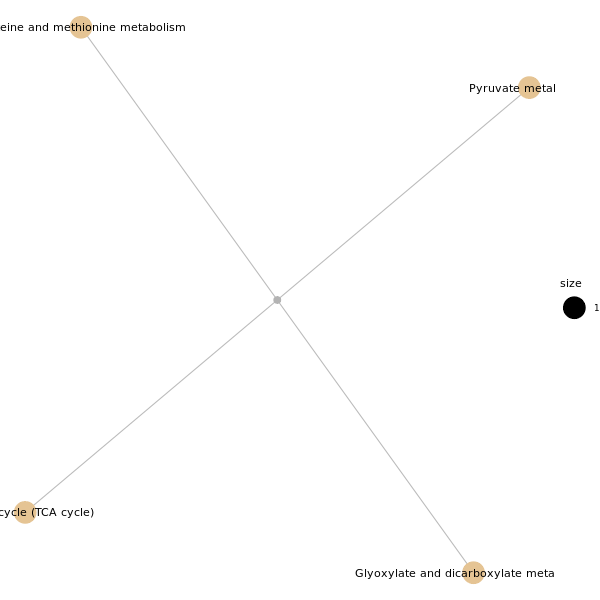 eine and methionine metabolism
Pyruvate metal
size
1
cycle (TCA cycle)
Glyoxylate and dicarboxylate meta